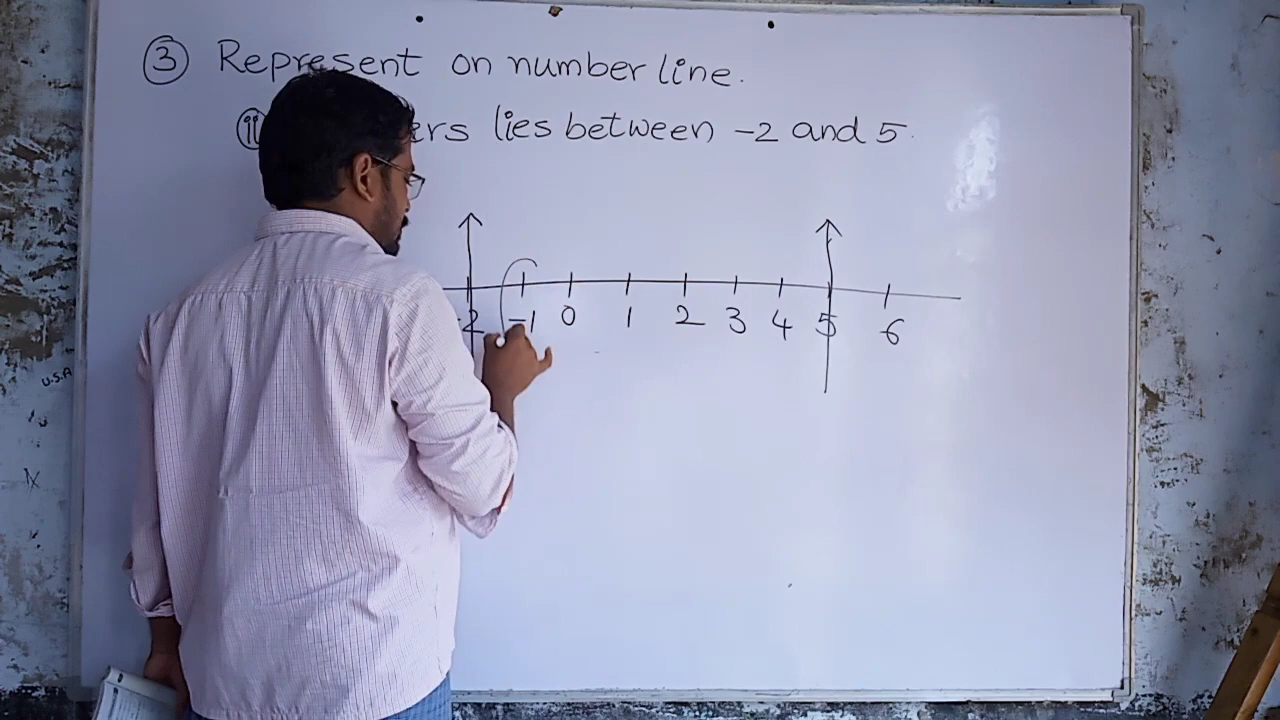 ③ Represent on number line.
ⓘⓘ ers lies between -2 and 5.
-2 -1 0 1 2 3 4 5 6
U.S.A